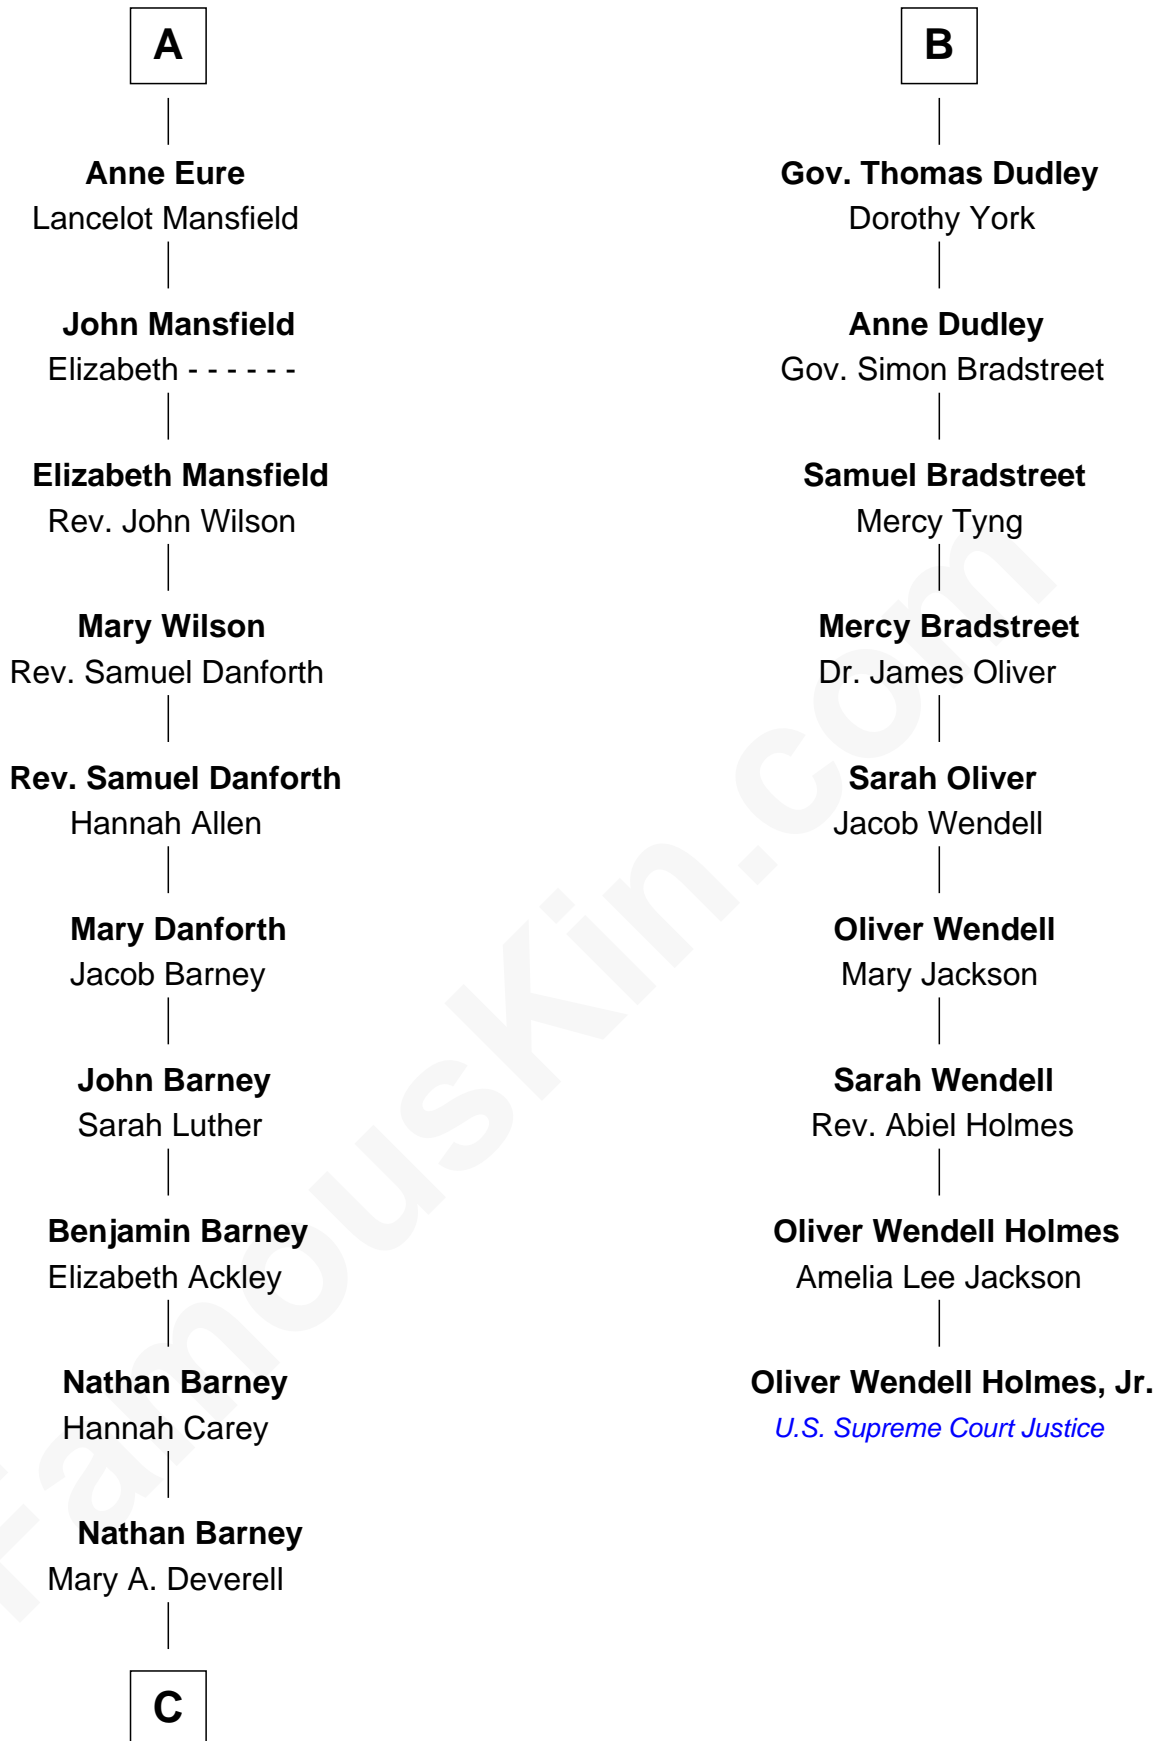 A
Anne Eure
Lancelot Mansfield
John Mansfield
Elizabeth - - - - - -
Elizabeth Mansfield
Rev. John Wilson
Mary Wilson
Rev. Samuel Danforth
Rev. Samuel Danforth
Hannah Allen
Mary Danforth
Jacob Barney
John Barney
Sarah Luther
Benjamin Barney
Elizabeth Ackley
Nathan Barney
Hannah Carey
Nathan Barney
Mary A. Deverell
C
B
Gov. Thomas Dudley
Dorothy York
Anne Dudley
Gov. Simon Bradstreet
Samuel Bradstreet
Mercy Tyng
Mercy Bradstreet
Dr. James Oliver
Sarah Oliver
Jacob Wendell
Oliver Wendell
Mary Jackson
Sarah Wendell
Rev. Abiel Holmes
Oliver Wendell Holmes
Amelia Lee Jackson
Oliver Wendell Holmes, Jr.
U.S. Supreme Court Justice
FamousKin.com